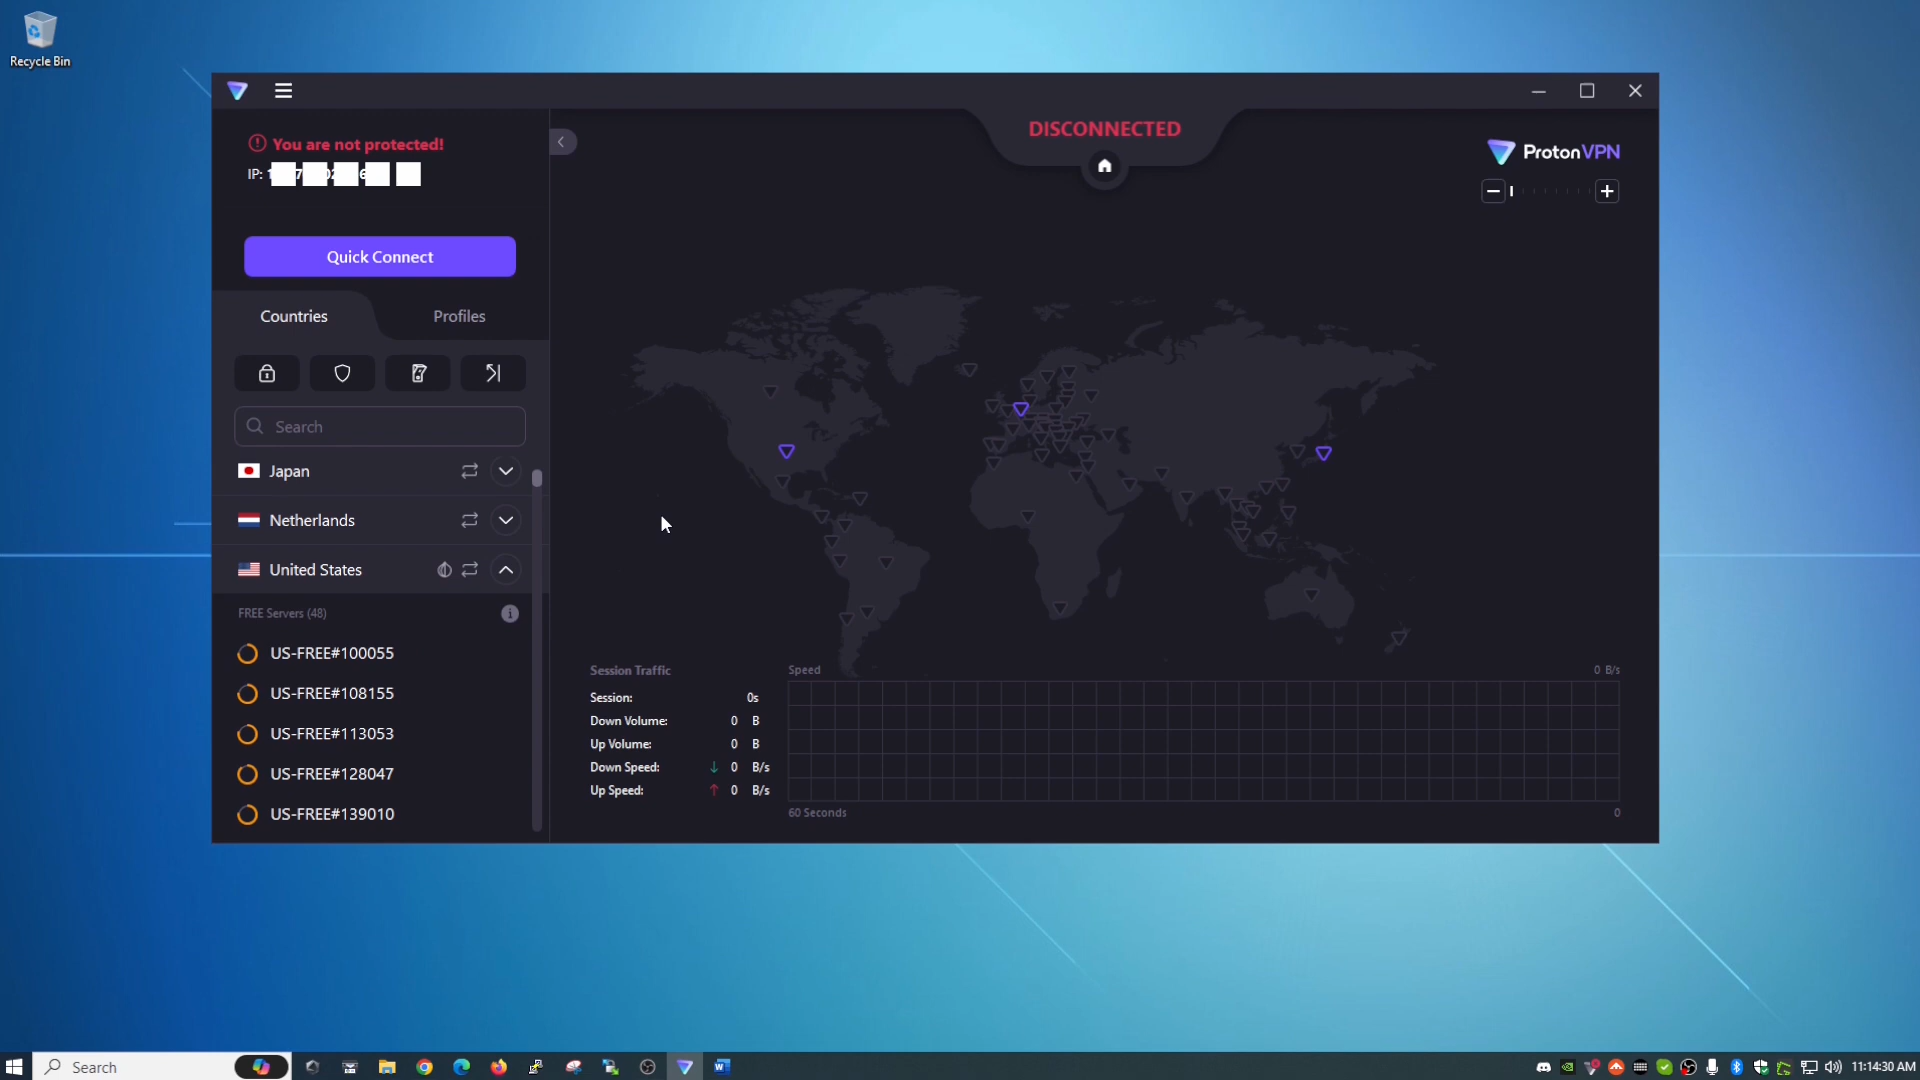 Recycle Bin
DISCONNECTED
ProtonVPN
You are not protected!
IP:
Quick Connect
Countries
Profiles
Search
Japan
Netherlands
United States
FREE Servers (48)
US-FREE#100055
US-FREE#108155
US-FREE#113053
US-FREE#128047
US-FREE#139010
Session Traffic
Session: 0s
Down Volume: 0 B
Up Volume: 0 B
Down Speed: ↓ 0 B/s
Up Speed: ↑ 0 B/s
Speed
0 B/s
60 Seconds
0
Search
11:14:30 AM